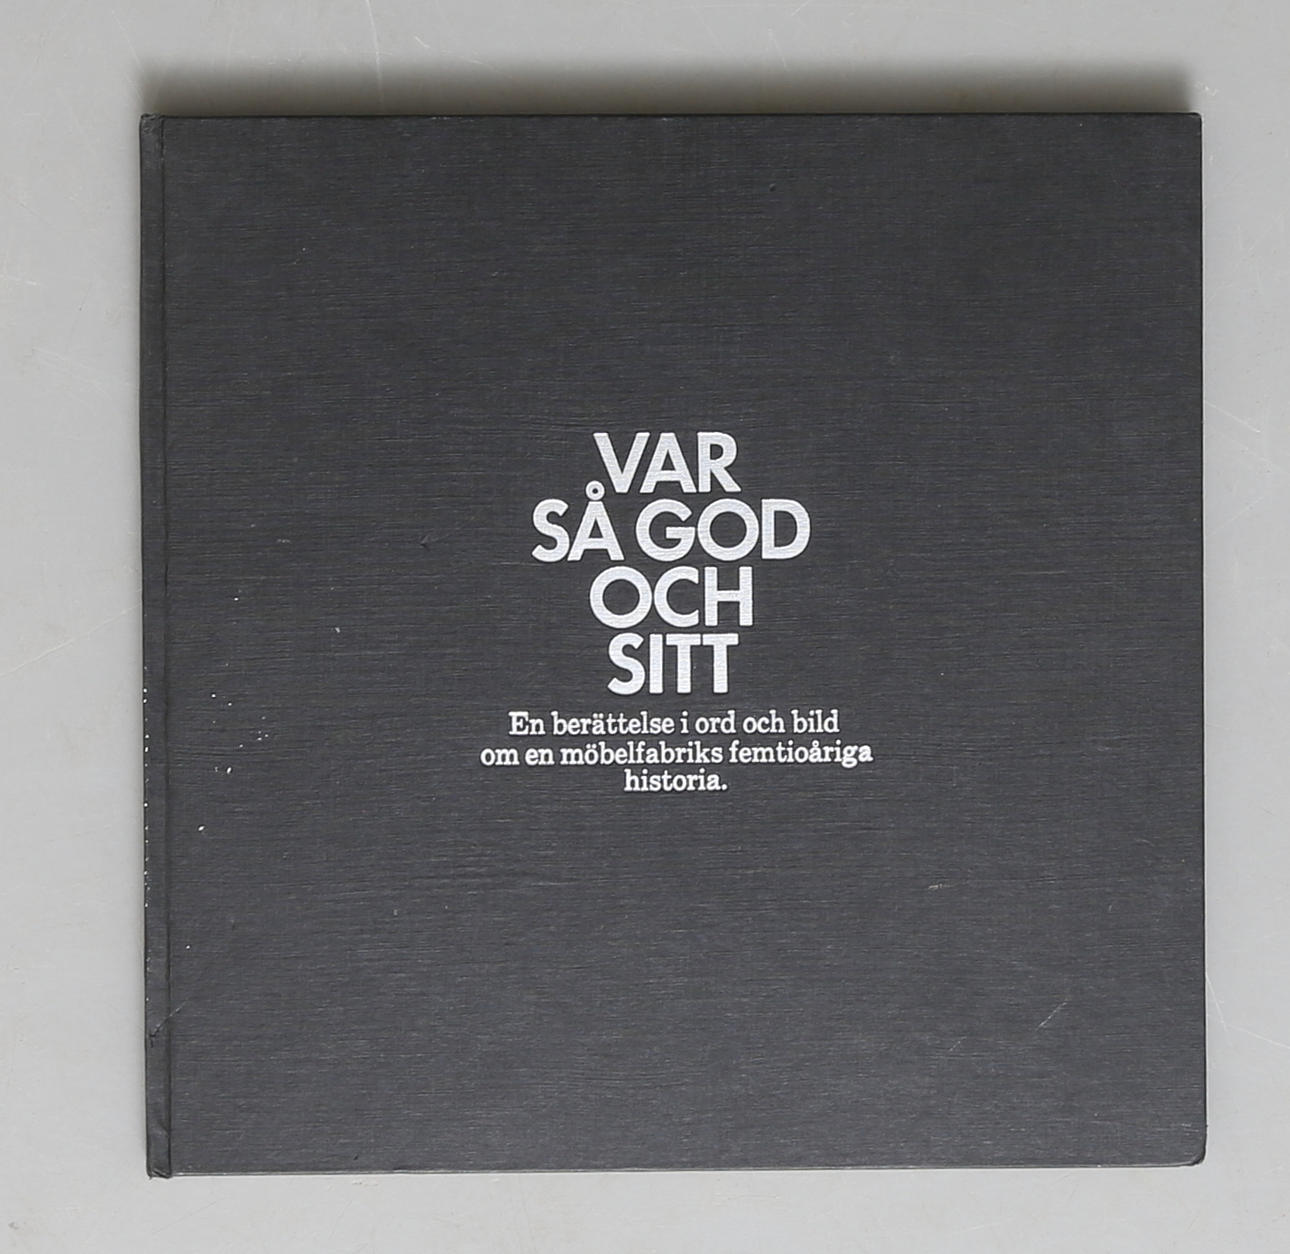 VAR
SÅ GOD
OCH
SITT
En berättelse i ord och bild
om en möbelfabriks femtioåriga
historia.